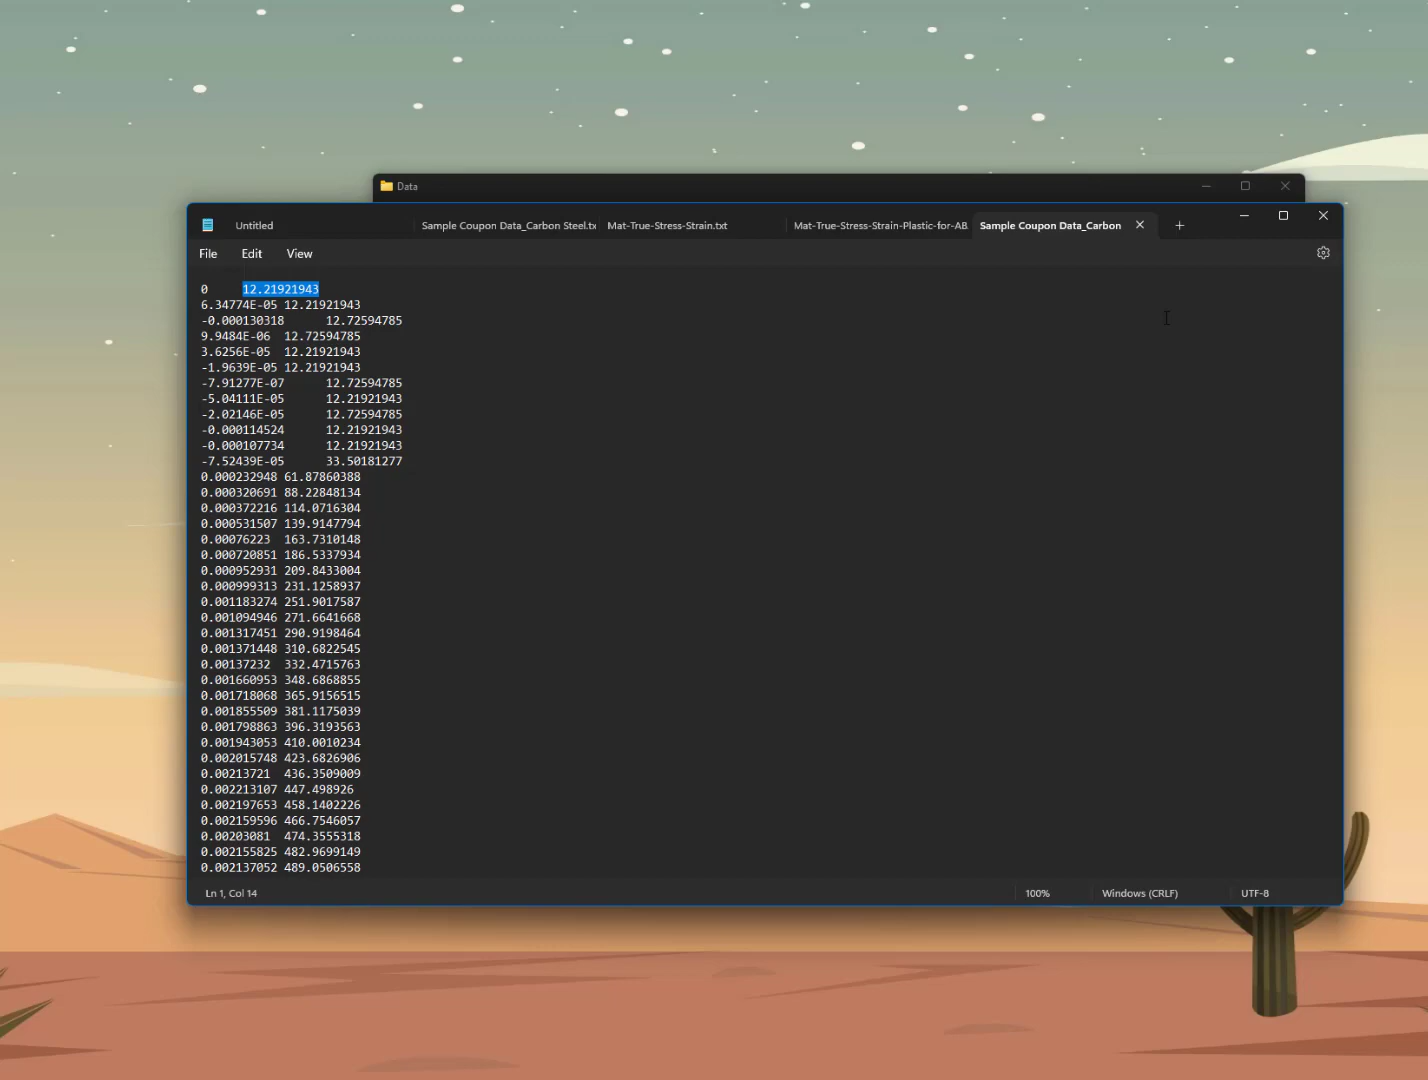 Data
Untitled
Sample Coupon Data_Carbon Steel.tx
Mat-True-Stress-Strain.txt
Mat-True-Stress-Strain-Plastic-for-AB
Sample Coupon Data_Carbon
File Edit View
0 12.21921943
6.34774E-05 12.21921943
-0.000130318 12.72594785
9.9484E-06 12.72594785
3.6256E-05 12.21921943
-1.9639E-05 12.21921943
-7.91277E-07 12.72594785
-5.04111E-05 12.21921943
-2.02146E-05 12.72594785
-0.000114524 12.21921943
-0.000107734 12.21921943
-7.52439E-05 33.50181277
0.000232948 61.87860388
0.000320691 88.22848134
0.000372216 114.0716304
0.000531507 139.9147794
0.00076223 163.7310148
0.000720851 186.5337934
0.000952931 209.8433004
0.000999313 231.1258937
0.001183274 251.9017587
0.001094946 271.6641668
0.001317451 290.9198464
0.001371448 310.6822545
0.00137232 332.4715763
0.001660953 348.6868855
0.001718068 365.9156515
0.001855509 381.1175039
0.001798863 396.3193563
0.001943053 410.0010234
0.002015748 423.6826906
0.00213721 436.3509009
0.002213107 447.498926
0.002197653 458.1402226
0.002159596 466.7546057
0.00203081 474.3555318
0.002155825 482.9699149
0.002137052 489.0506558
Ln 1, Col 14
100%
Windows (CRLF)
UTF-8